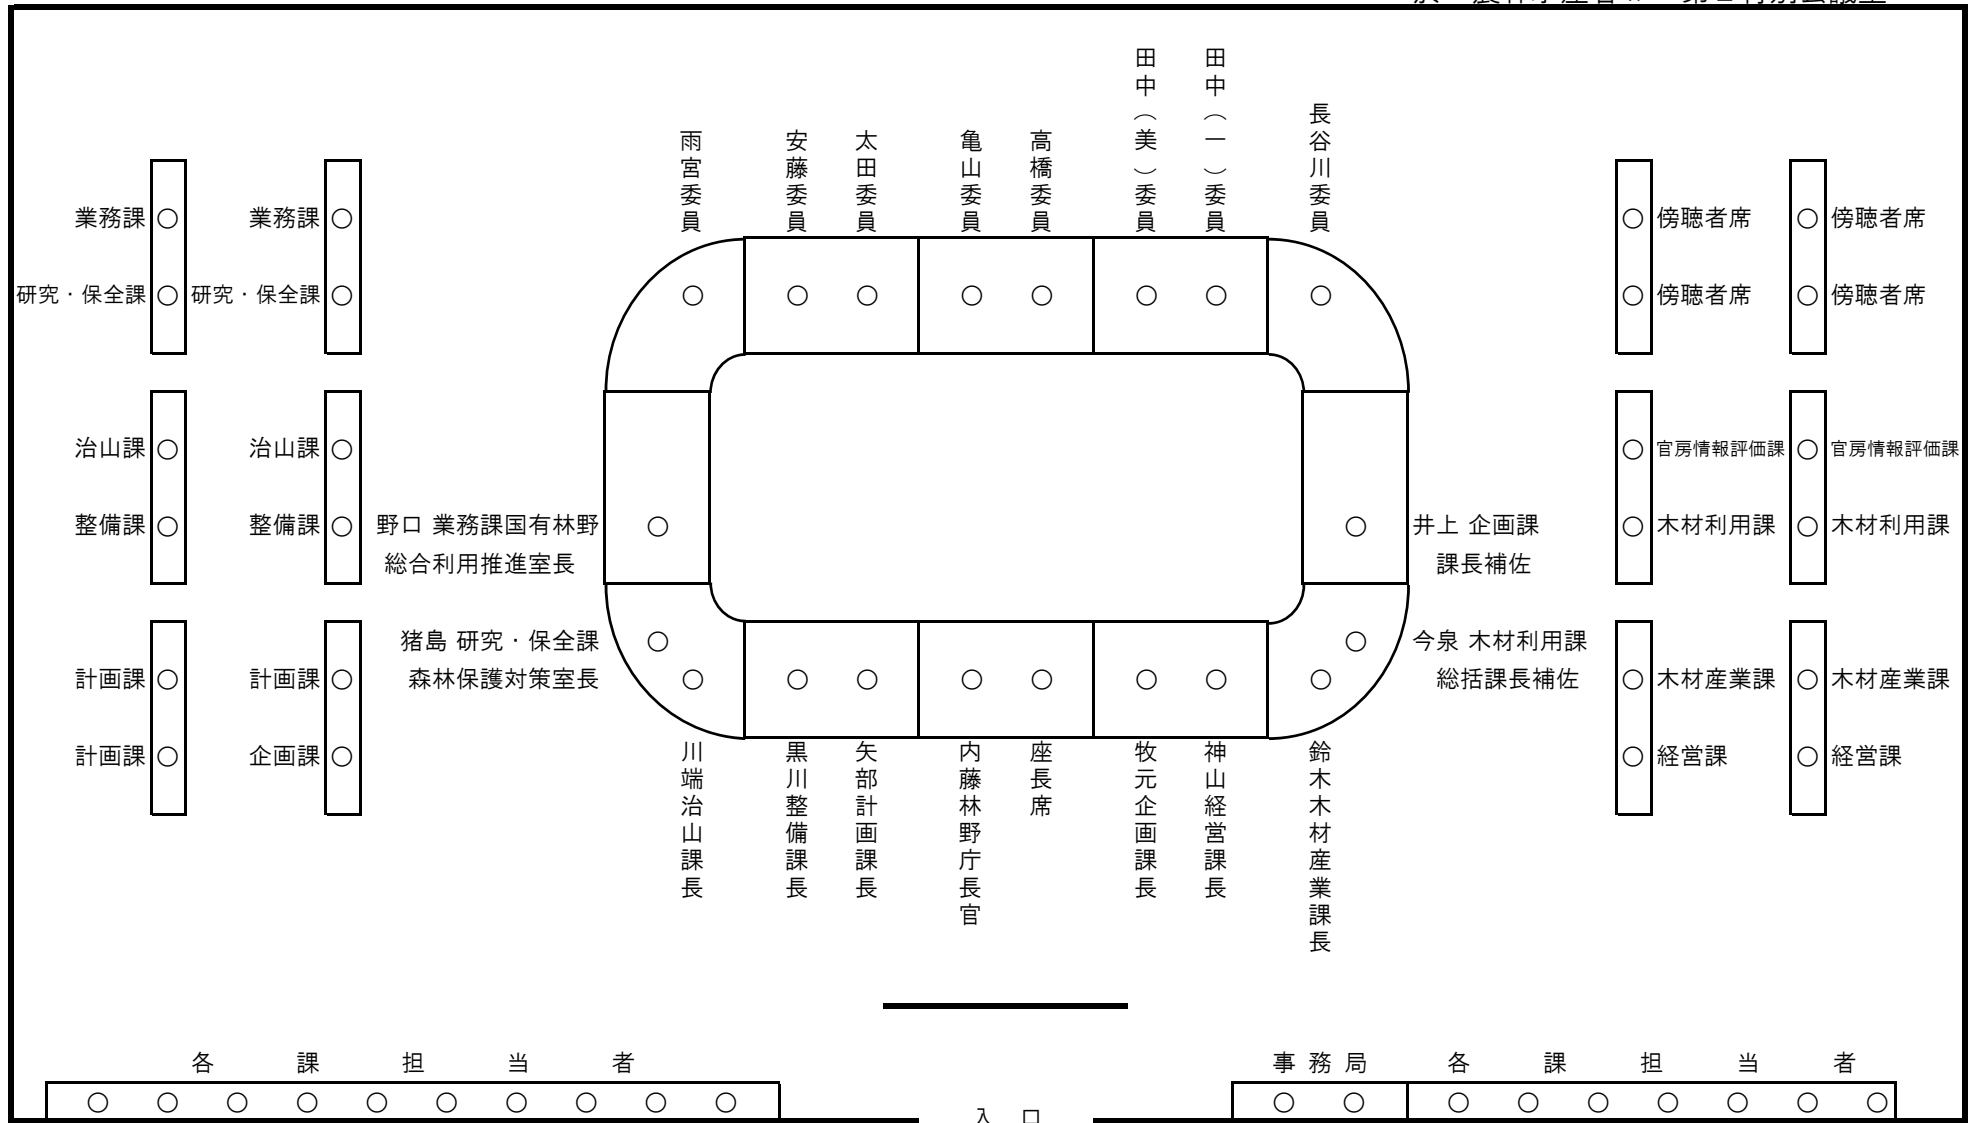 田中（美）委員
田中（一）委員
長谷川委員
雨宮委員
安藤委員
太田委員
亀山委員
高橋委員
業務課
業務課
傍聴者席
傍聴者席
研究・保全課
研究・保全課
傍聴者席
傍聴者席
治山課
治山課
官房情報評価課
官房情報評価課
整備課
整備課
野口 業務課国有林野
総合利用推進室長
井上 企画課
課長補佐
木材利用課
木材利用課
猪島 研究・保全課
森林保護対策室長
今泉 木材利用課
総括課長補佐
計画課
計画課
木材産業課
木材産業課
計画課
企画課
経営課
経営課
川端治山課長
黒川整備課長
矢部計画課長
内藤林野庁長官
座長席
牧元企画課長
神山経営課長
鈴木木材産業課長
各課担当者
事務局
各課担当者
入口